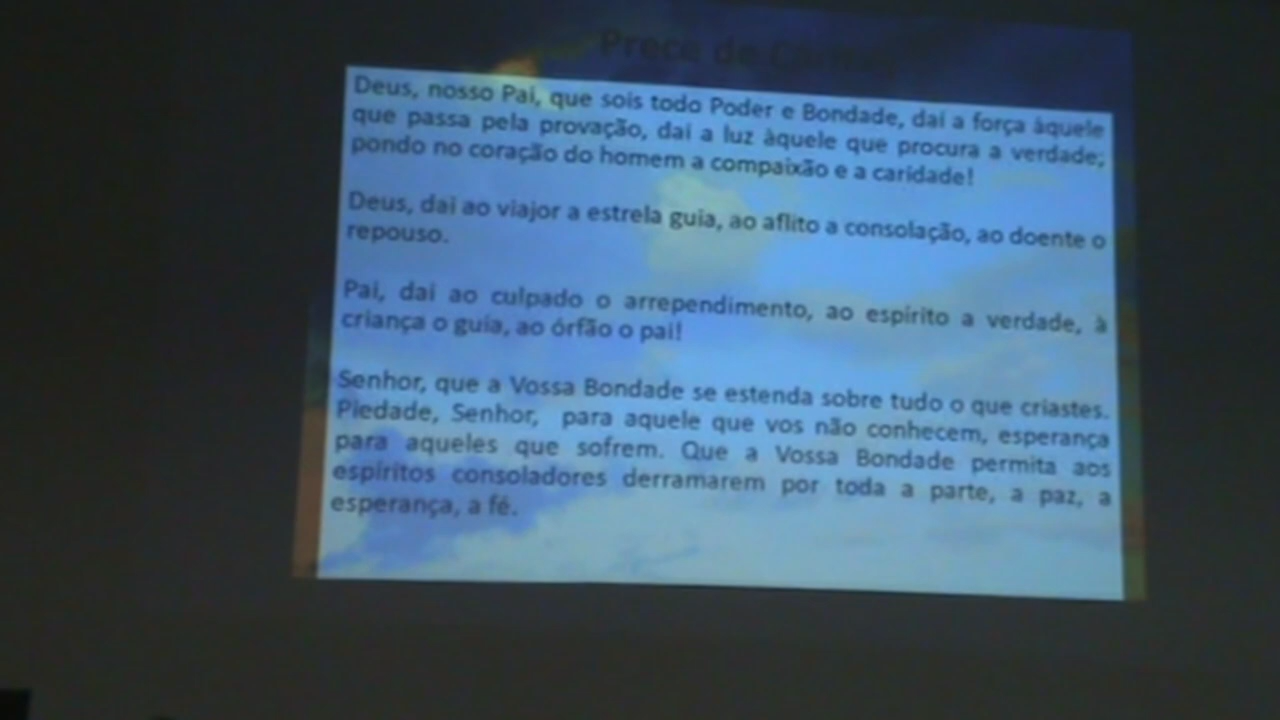 Prece de Cáritas
Deus, nosso Pai, que sois todo Poder e Bondade, dai a força àquele
que passa pela provação, dai a luz àquele que procura a verdade;
pondo no coração do homem a compaixão e a caridade!
Deus, dai ao viajor a estrela guia, ao aflito a consolação, ao doente o
repouso.
Pai, dai ao culpado o arrependimento, ao espírito a verdade, à
criança o guia, ao órfão o pai!
Senhor, que a Vossa Bondade se estenda sobre tudo o que criastes.
Piedade, Senhor, para aquele que vos não conhecem, esperança
para aqueles que sofrem. Que a Vossa Bondade permita aos
espíritos consoladores derramarem por toda a parte, a paz, a
esperança, a fé.